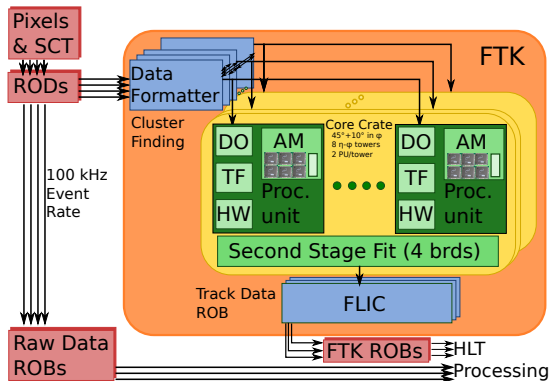 Pixels
& SCT
RODs
100 kHz
Event
Rate
Raw Data
ROBs
FTK
Data
Formatter
Cluster
Finding
Core Crate
45°+10° in φ
8 η-φ towers
2 PU/tower
DO
TF
HW
AM
Proc.
unit
DO
TF
HW
AM
Proc.
unit
Second Stage Fit (4 brds)
Track Data
ROB
FLIC
FTK ROBs
HLT
Processing